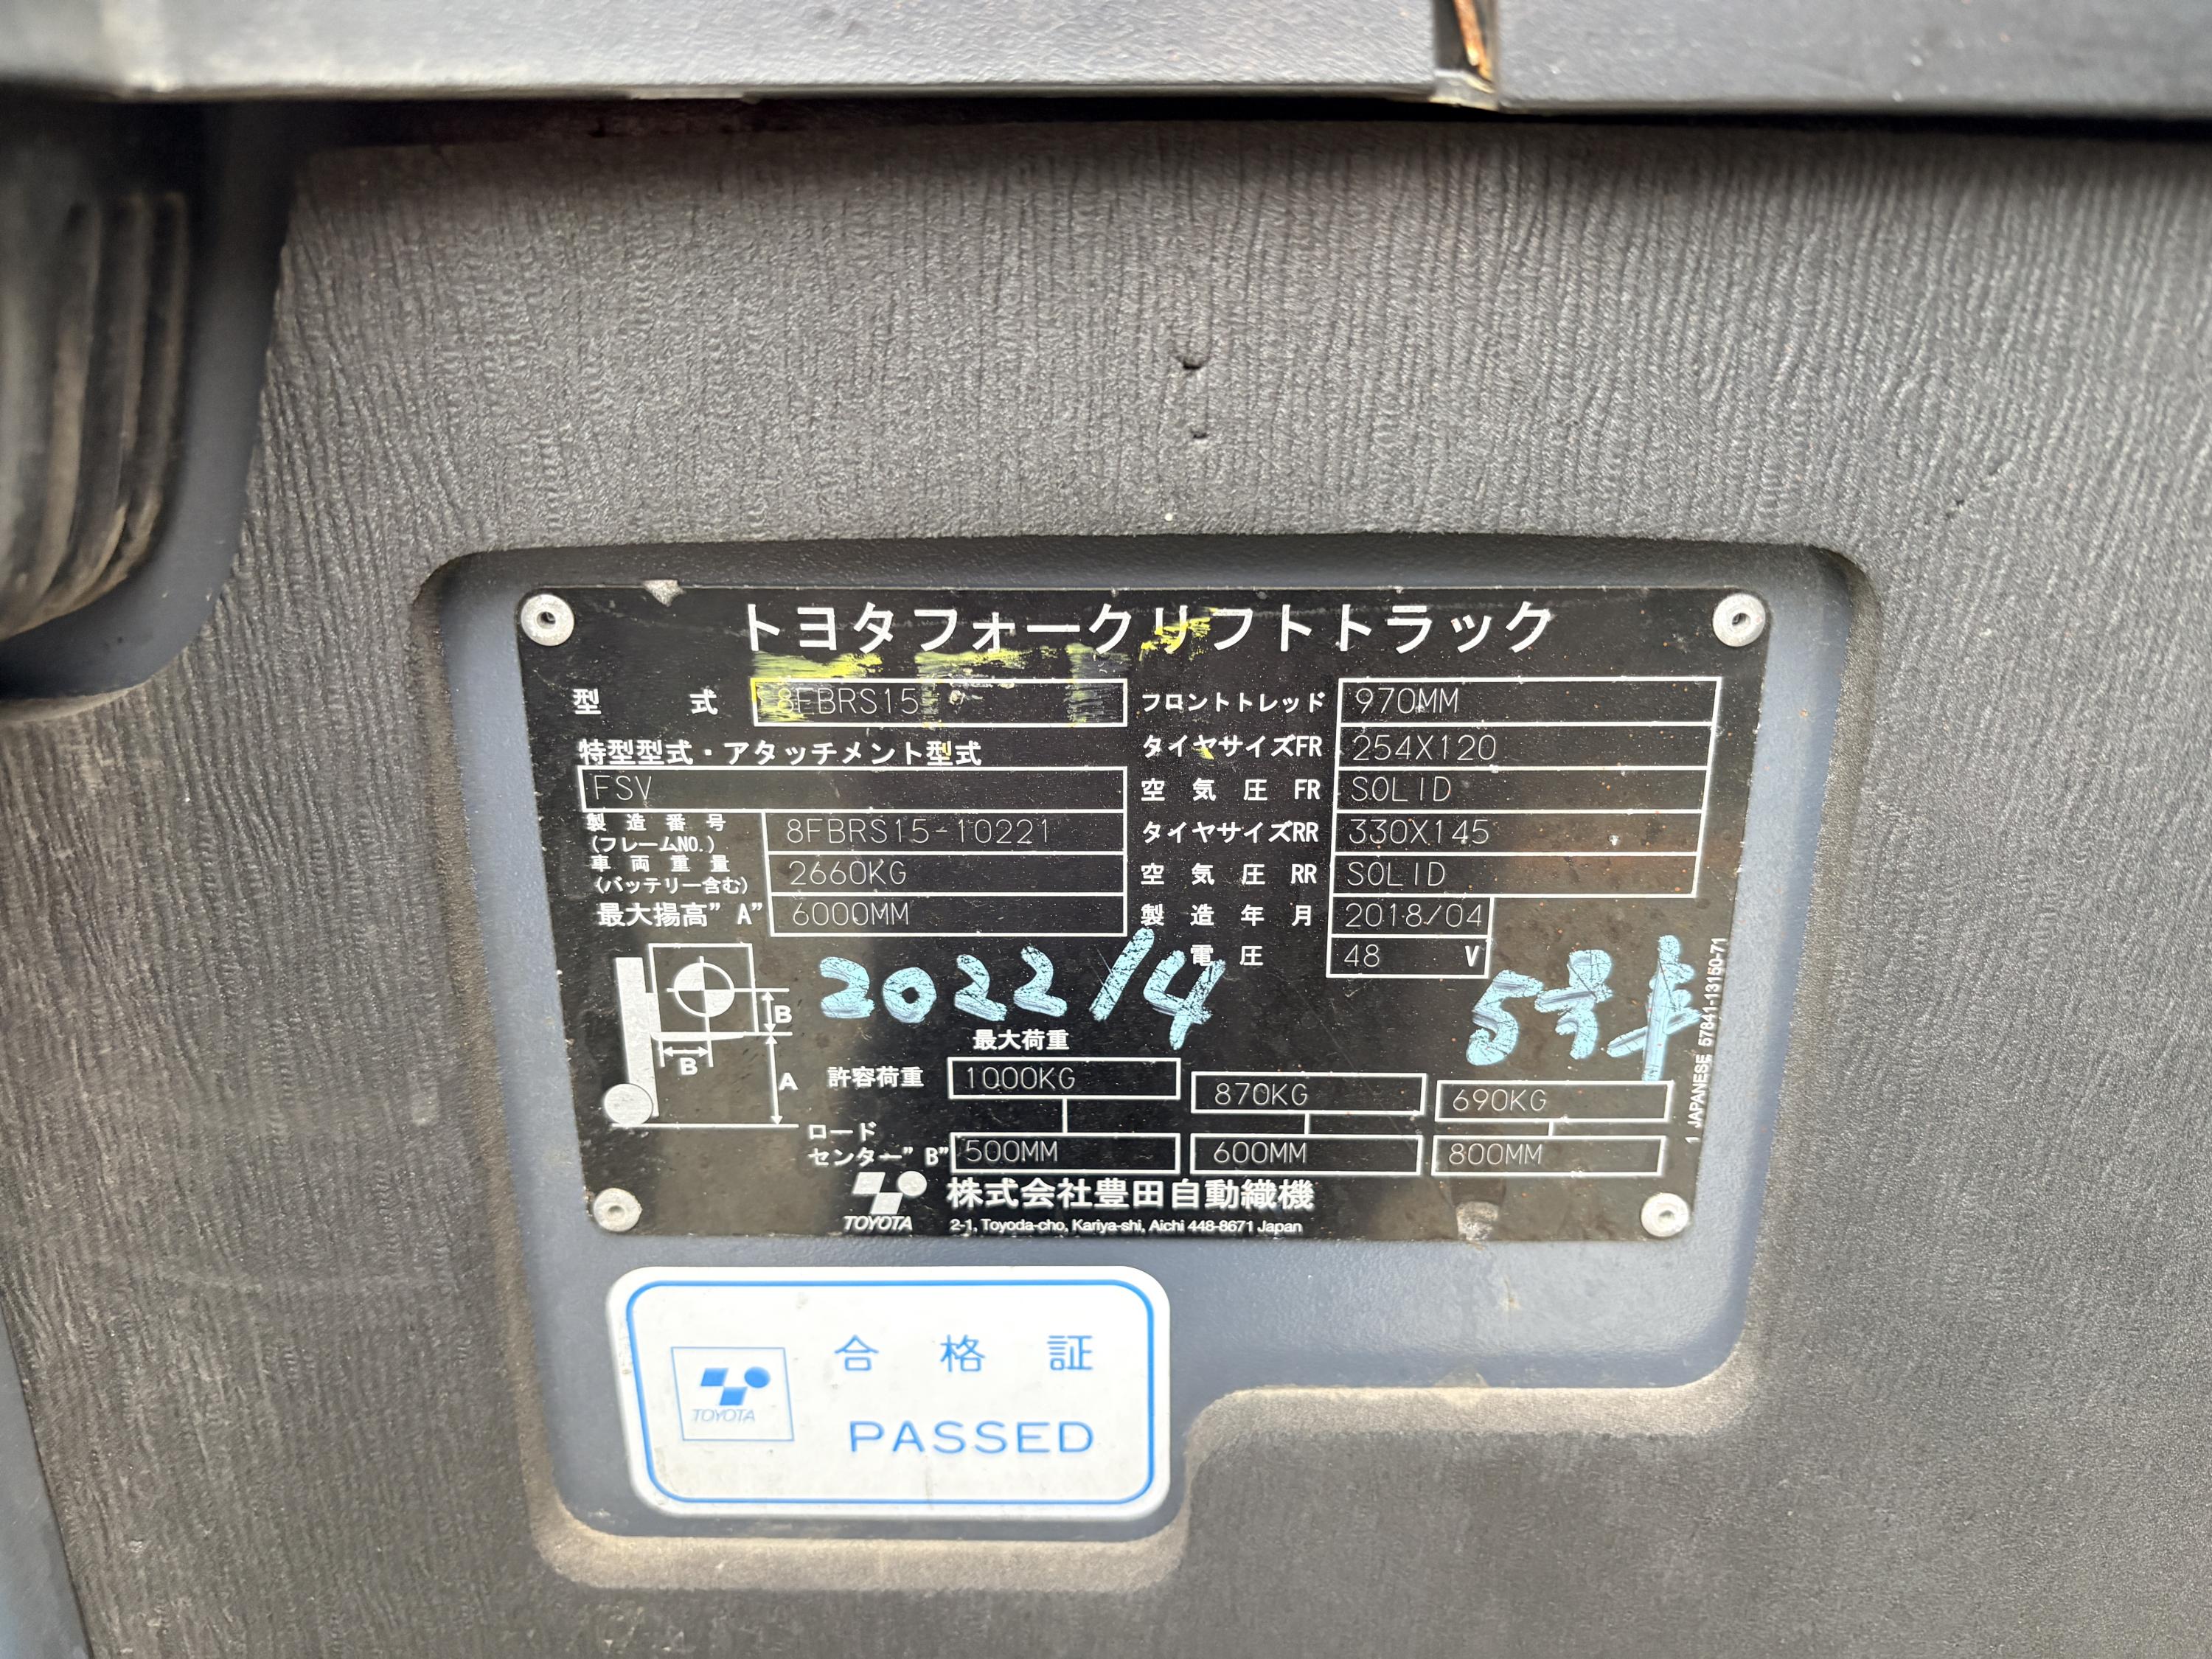 トヨタフォークリフトトラック
型 式 8FBRS15
特型型式・アタッチメント型式
FSV
製造番号
(フレームNO.) 8FBRS15-10221
車両重量
(バッテリー含む) 2660KG
最大揚高"A" 6000MM
フロントトレッド 970MM
タイヤサイズFR 254X120
空気圧 FR SOLID
タイヤサイズRR 330X145
空気圧 RR SOLID
製造年月 2018/04
電圧 48 V
2022/4
5号車
B
B
A
最大荷重
許容荷重 1000KG 870KG 690KG
ロード
センター"B" 500MM 600MM 800MM
TOYOTA 株式会社豊田自動織機
2-1, Toyoda-cho, Kariya-shi, Aichi 448-8671 Japan
1 JAPANESE 57841-13150-71
TOYOTA
合格証
PASSED